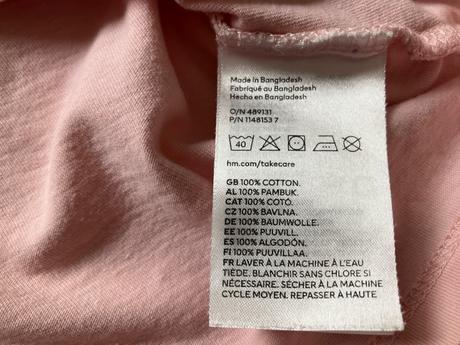 Made in Bangladesh
Fabriqué au Bangladesh
Hecho en Bangladesh
O/N 489131
P/N 1148153 7
40
hm.com/takecare
GB 100% COTTON.
AL 100% PAMBUK.
CAT 100% COTÓ.
CZ 100% BAVLNA.
DE 100% BAUMWOLLE.
EE 100% PUUVILL.
ES 100% ALGODÓN.
FI 100% PUUVILLAA.
FR LAVER À LA MACHINE À L'EAU
TIÈDE. BLANCHIR SANS CHLORE SI
NÉCESSAIRE. SÉCHER À LA MACHINE
CYCLE MOYEN. REPASSER À HAUTE